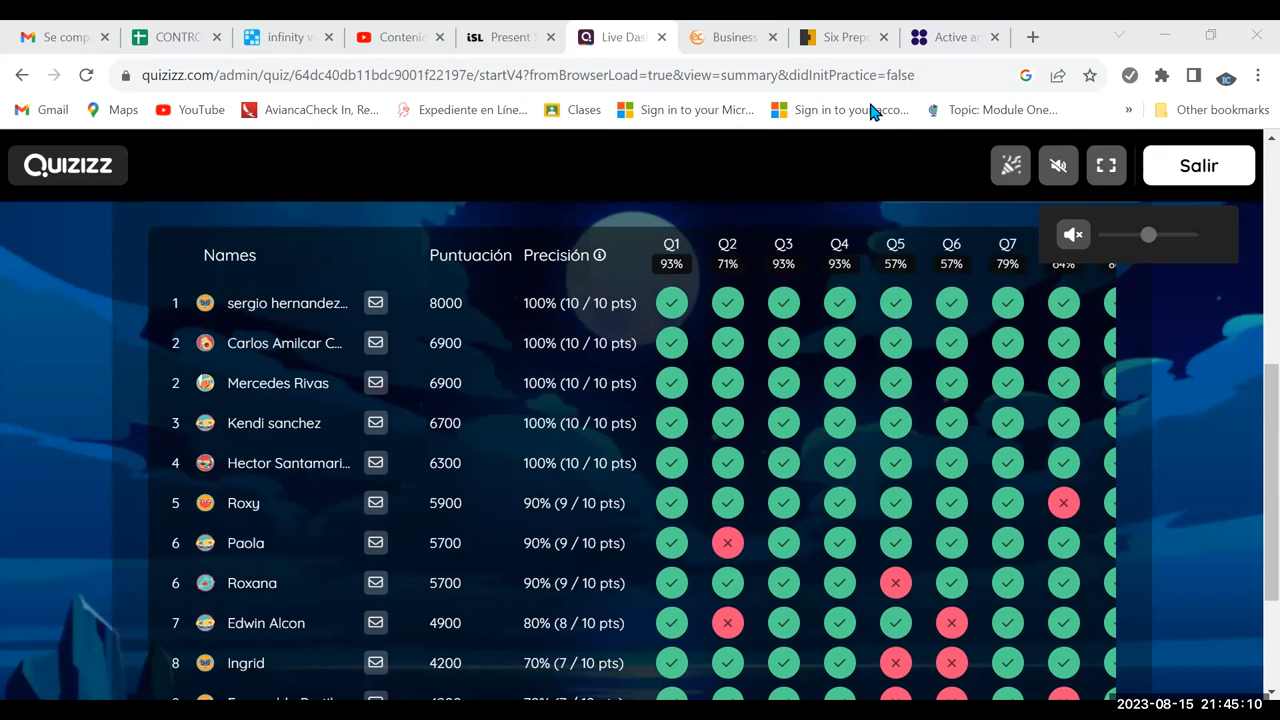 Se comp
CONTRO
infinity v
Contenic
iSL Present
Live Das
Business
Six Prep
Active ar
quizizz.com/admin/quiz/64dc40db11bdc9001f22197e/startV4?fromBrowserLoad=true&view=summary&didInitPractice=false
Gmail
Maps
YouTube
AviancaCheck In, Re...
Expediente en Líne...
Clases
Sign in to your Micr...
Sign in to your acco...
Topic: Module One...
»
Other bookmarks
QUIZIZZ
Salir
Names Puntuación Precisión Q1 Q2 Q3 Q4 Q5 Q6 Q7
93% 71% 93% 93% 57% 57% 79% 64%
1 sergio hernandez... 8000 100% (10 / 10 pts)
2 Carlos Amilcar C... 6900 100% (10 / 10 pts)
2 Mercedes Rivas 6900 100% (10 / 10 pts)
3 Kendi sanchez 6700 100% (10 / 10 pts)
4 Hector Santamari... 6300 100% (10 / 10 pts)
5 Roxy 5900 90% (9 / 10 pts)
6 Paola 5700 90% (9 / 10 pts)
6 Roxana 5700 90% (9 / 10 pts)
7 Edwin Alcon 4900 80% (8 / 10 pts)
8 Ingrid 4200 70% (7 / 10 pts)
2023-08-15 21:45:10